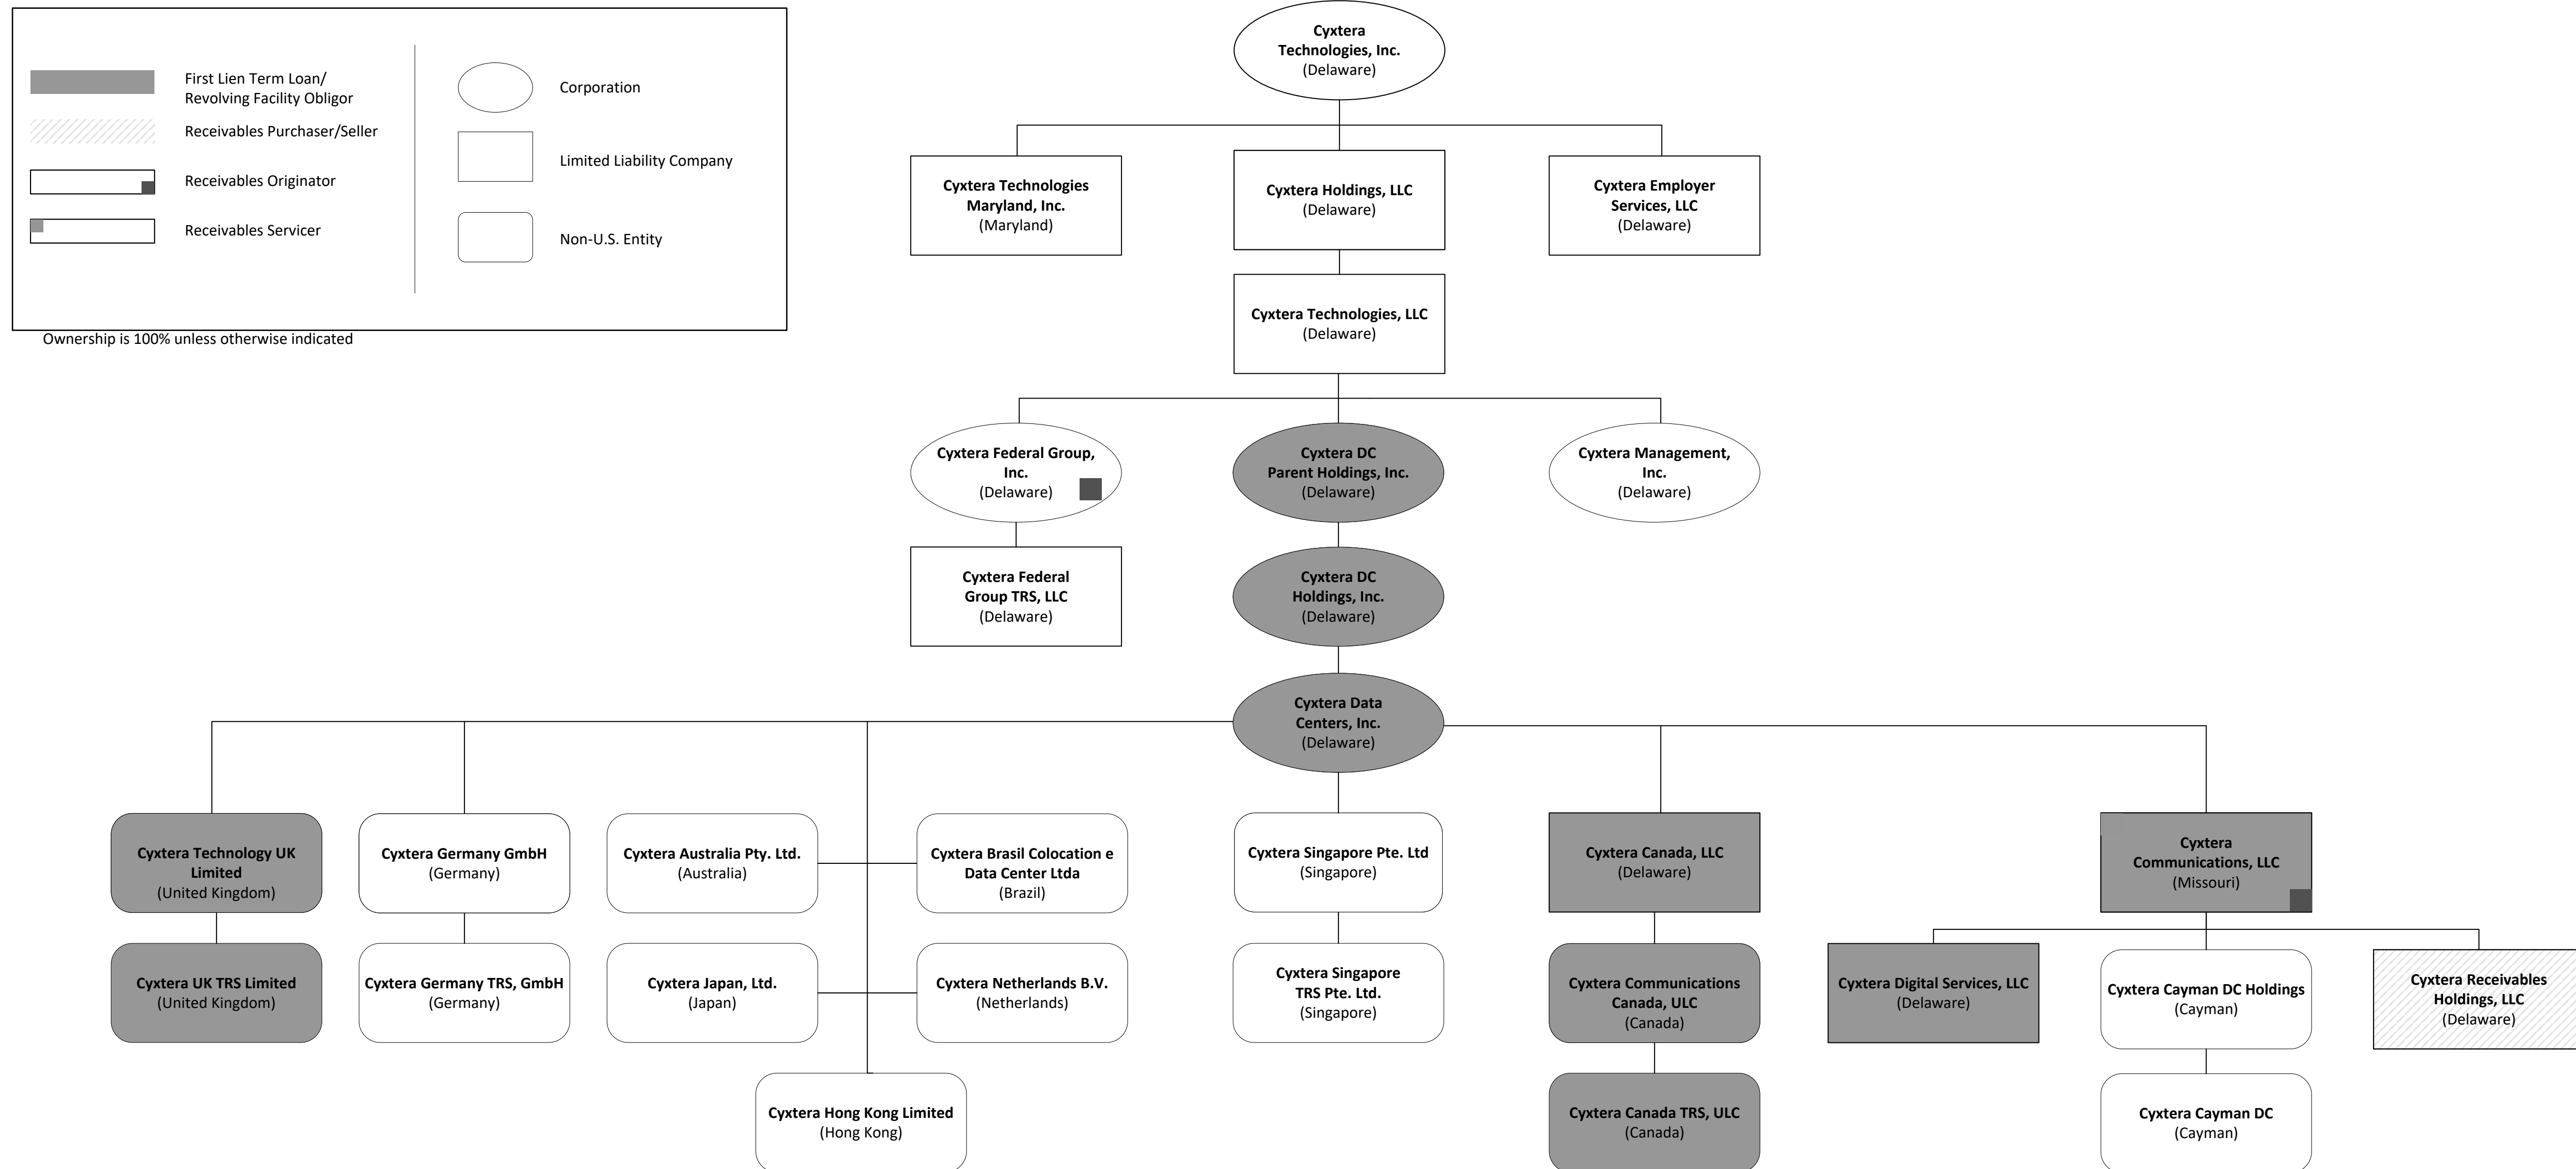 First Lien Term Loan/
Revolving Facility Obligor
Receivables Purchaser/Seller
Receivables Originator
Receivables Servicer
Corporation
Limited Liability Company
Non-U.S. Entity
Ownership is 100% unless otherwise indicated
Cyxtera
Technologies, Inc.
(Delaware)
Cyxtera Technologies
Maryland, Inc.
(Maryland)
Cyxtera Holdings, LLC
(Delaware)
Cyxtera Employer
Services, LLC
(Delaware)
Cyxtera Technologies, LLC
(Delaware)
Cyxtera Federal Group,
Inc.
(Delaware)
Cyxtera DC
Parent Holdings, Inc.
(Delaware)
Cyxtera Management,
Inc.
(Delaware)
Cyxtera Federal
Group TRS, LLC
(Delaware)
Cyxtera DC
Holdings, Inc.
(Delaware)
Cyxtera Data
Centers, Inc.
(Delaware)
Cyxtera Technology UK
Limited
(United Kingdom)
Cyxtera Germany GmbH
(Germany)
Cyxtera Australia Pty. Ltd.
(Australia)
Cyxtera Brasil Colocation e
Data Center Ltda
(Brazil)
Cyxtera Singapore Pte. Ltd
(Singapore)
Cyxtera Canada, LLC
(Delaware)
Cyxtera
Communications, LLC
(Missouri)
Cyxtera UK TRS Limited
(United Kingdom)
Cyxtera Germany TRS, GmbH
(Germany)
Cyxtera Japan, Ltd.
(Japan)
Cyxtera Netherlands B.V.
(Netherlands)
Cyxtera Singapore
TRS Pte. Ltd.
(Singapore)
Cyxtera Communications
Canada, ULC
(Canada)
Cyxtera Digital Services, LLC
(Delaware)
Cyxtera Cayman DC Holdings
(Cayman)
Cyxtera Receivables
Holdings, LLC
(Delaware)
Cyxtera Hong Kong Limited
(Hong Kong)
Cyxtera Canada TRS, ULC
(Canada)
Cyxtera Cayman DC
(Cayman)